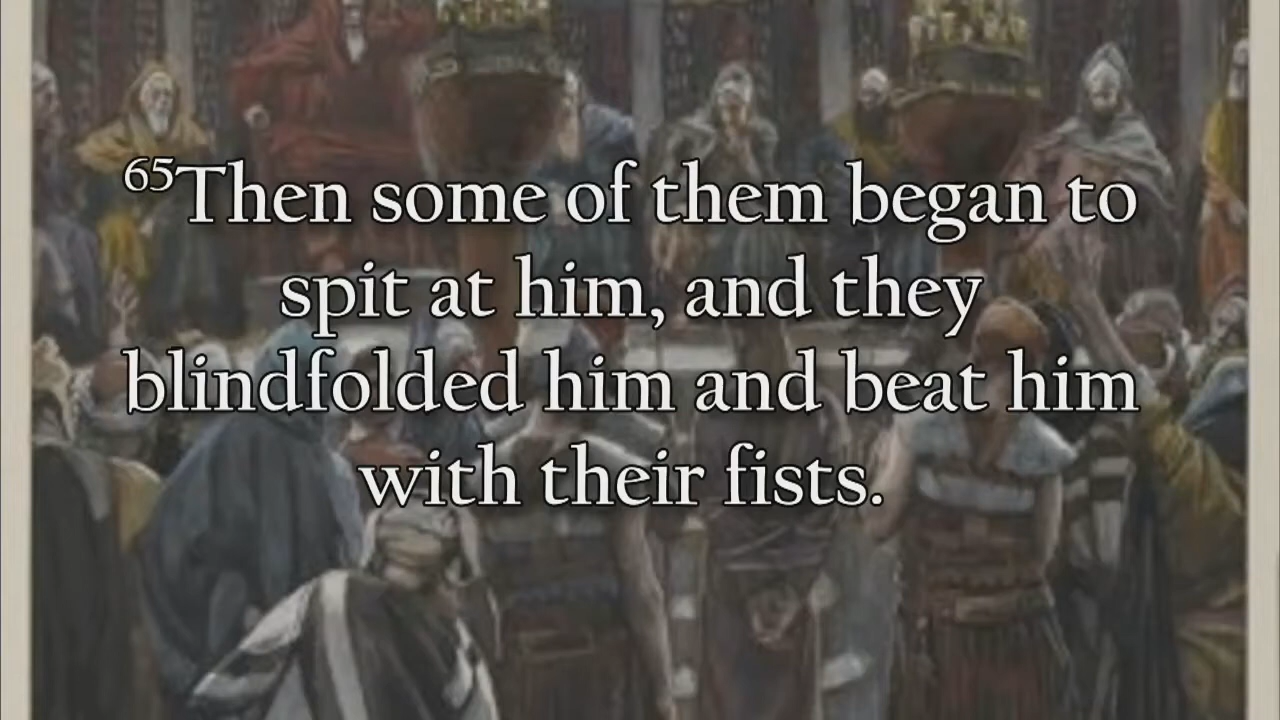 ⁶⁵Then some of them began to
spit at him, and they
blindfolded him and beat him
with their fists.